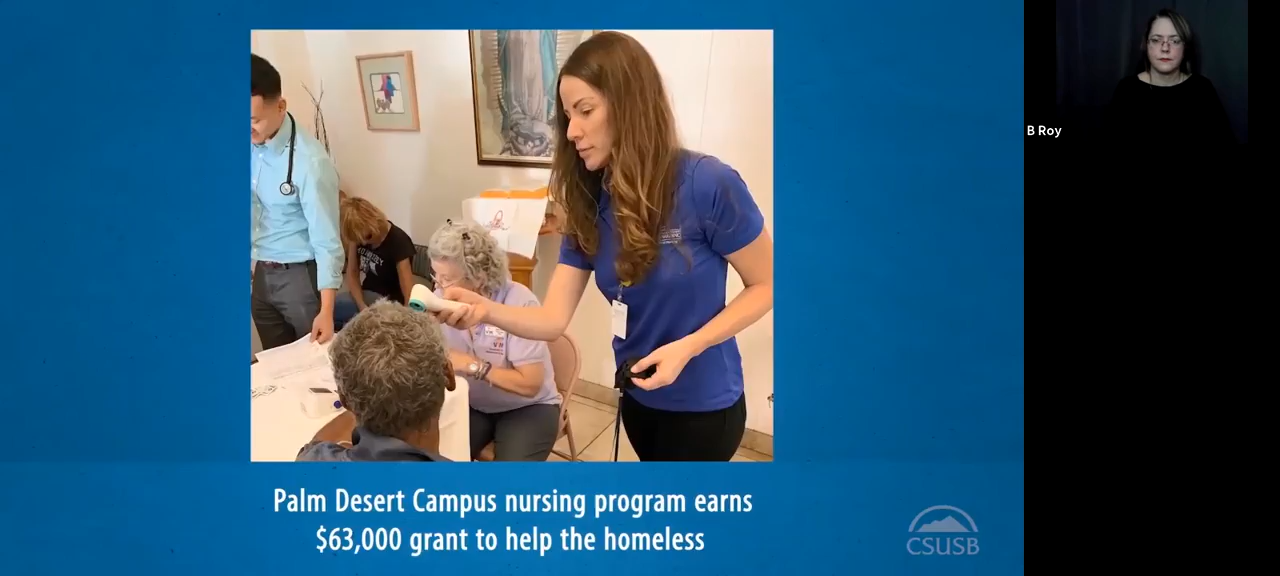 B Roy
Palm Desert Campus nursing program earns
$63,000 grant to help the homeless
CSUSB